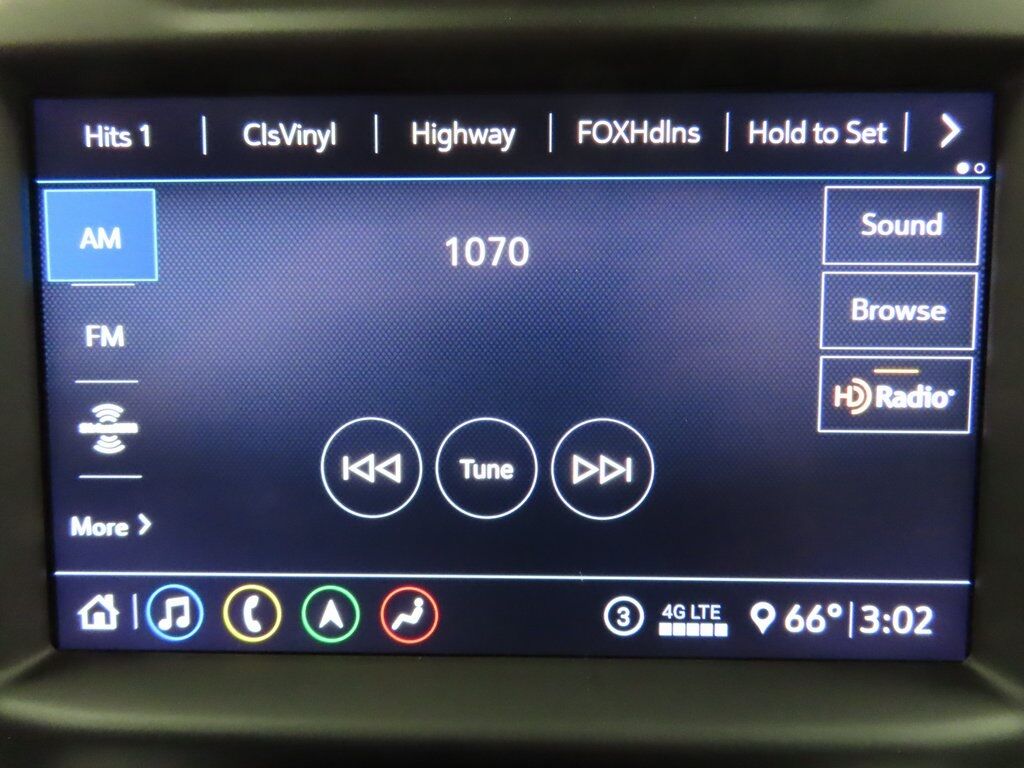 Hits 1 | ClsVinyl | Highway | FOXHdlns | Hold to Set |
AM
1070
Sound
FM
Browse
HD Radio
Tune
More
3 4G LTE 66° | 3:02